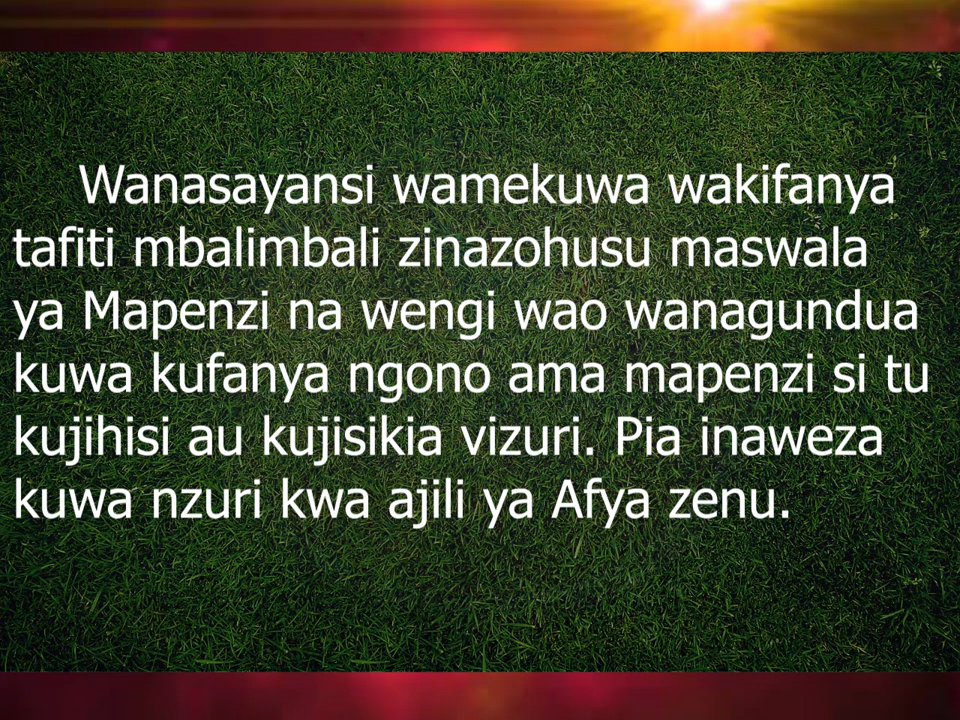 Wanasayansi wamekuwa wakifanya
tafiti mbalimbali zinazohusu maswala
ya Mapenzi na wengi wao wanagundua
kuwa kufanya ngono ama mapenzi si tu
kujihisi au kujisikia vizuri. Pia inaweza
kuwa nzuri kwa ajili ya Afya zenu.